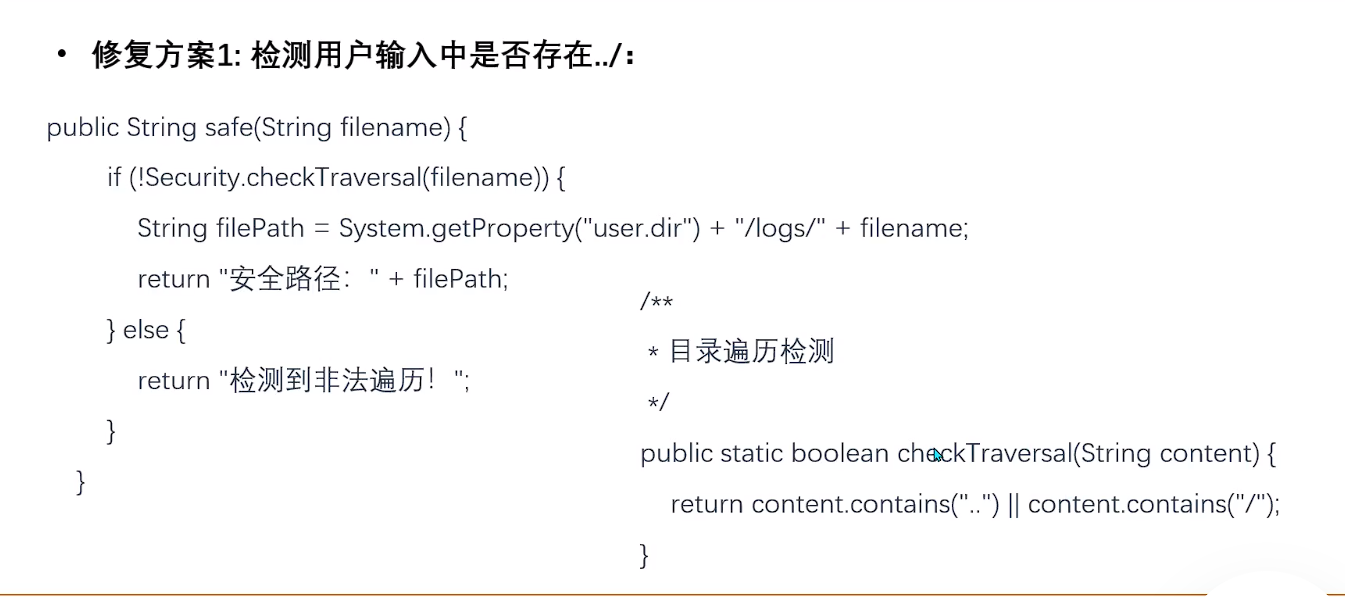 • 修复方案1: 检测用户输入中是否存在../：
public String safe(String filename) {
if (!Security.checkTraversal(filename)) {
String filePath = System.getProperty("user.dir") + "/logs/" + filename;
return "安全路径：" + filePath;
} else {
return "检测到非法遍历！";
}
}
/**
* 目录遍历检测
*/
public static boolean checkTraversal(String content) {
return content.contains("..") || content.contains("/");
}